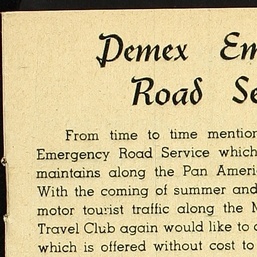 Demex Em
Road Se
From time to time mention
Emergency Road Service which
maintains along the Pan Ameri
With the coming of summer and
motor tourist traffic along the M
Travel Club again would like to c
which is offered without cost to